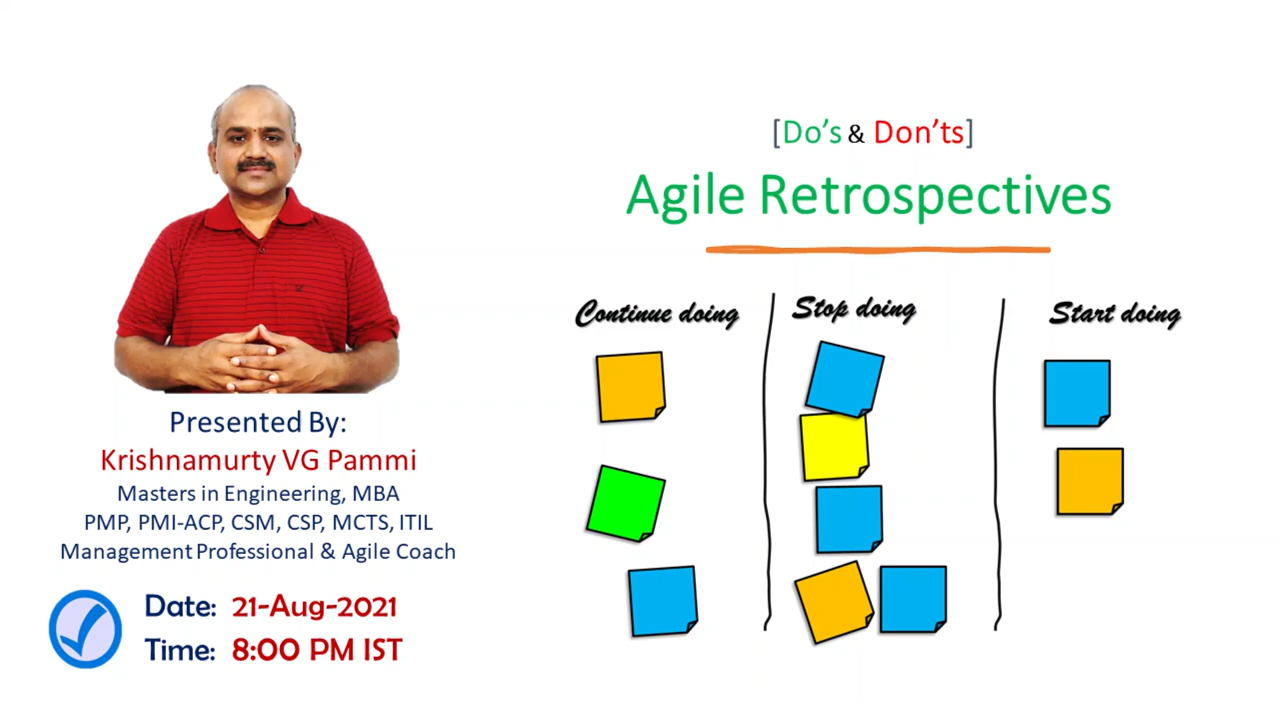 [Do's & Don'ts]
Agile Retrospectives
Continue doing
Stop doing
Start doing
Presented By:
Krishnamurty VG Pammi
Masters in Engineering, MBA
PMP, PMI-ACP, CSM, CSP, MCTS, ITIL
Management Professional & Agile Coach
Date: 21-Aug-2021
Time: 8:00 PM IST